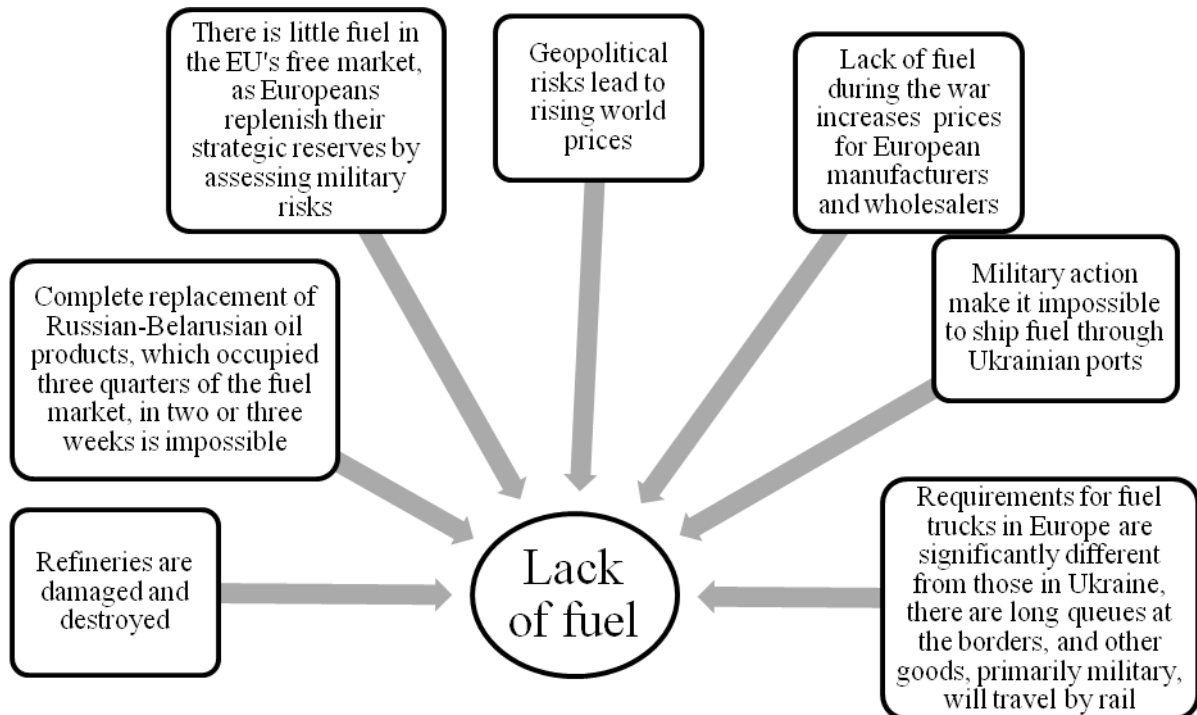 There is little fuel in
the EU's free market,
as Europeans
replenish their
strategic reserves by
assessing military
risks
Geopolitical
risks lead to
rising world
prices
Lack of fuel
during the war
increases prices
for European
manufacturers
and wholesalers
Complete replacement of
Russian-Belarusian oil
products, which occupied
three quarters of the fuel
market, in two or three
weeks is impossible
Military action
make it impossible
to ship fuel through
Ukrainian ports
Refineries are
damaged and
destroyed
Lack
of fuel
Requirements for fuel
trucks in Europe are
significantly different
from those in Ukraine,
there are long queues at
the borders, and other
goods, primarily military,
will travel by rail